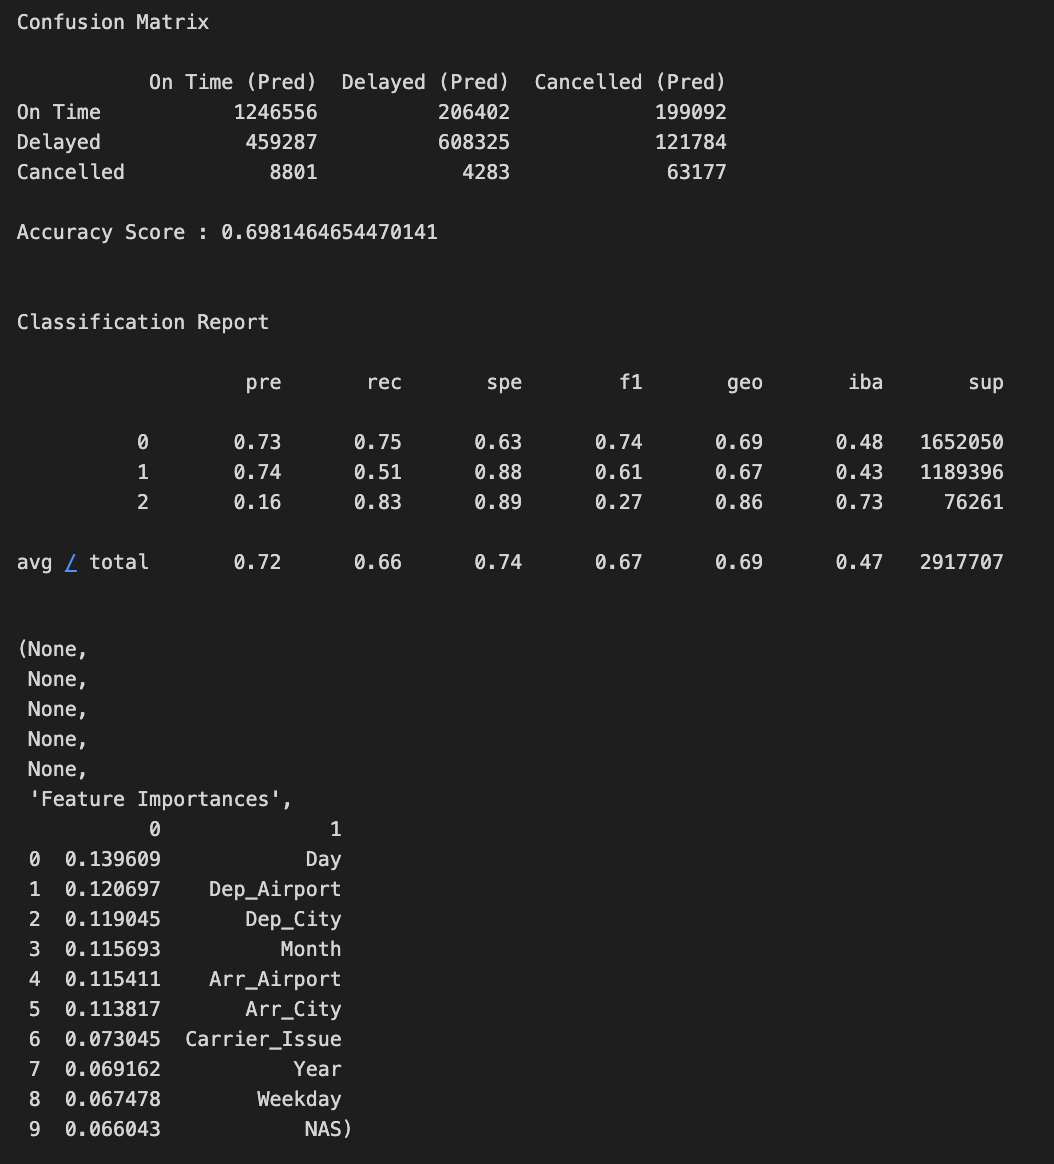 Confusion Matrix
On Time (Pred) Delayed (Pred) Cancelled (Pred)
On Time 1246556 206402 199092
Delayed 459287 608325 121784
Cancelled 8801 4283 63177
Accuracy Score : 0.6981464654470141
Classification Report
pre rec spe f1 geo iba sup
0 0.73 0.75 0.63 0.74 0.69 0.48 1652050
1 0.74 0.51 0.88 0.61 0.67 0.43 1189396
2 0.16 0.83 0.89 0.27 0.86 0.73 76261
avg / total 0.72 0.66 0.74 0.67 0.69 0.47 2917707
(None,
None,
None,
None,
None,
'Feature Importances',
0 1
0 0.139609 Day
1 0.120697 Dep_Airport
2 0.119045 Dep_City
3 0.115693 Month
4 0.115411 Arr_Airport
5 0.113817 Arr_City
6 0.073045 Carrier_Issue
7 0.069162 Year
8 0.067478 Weekday
9 0.066043 NAS)